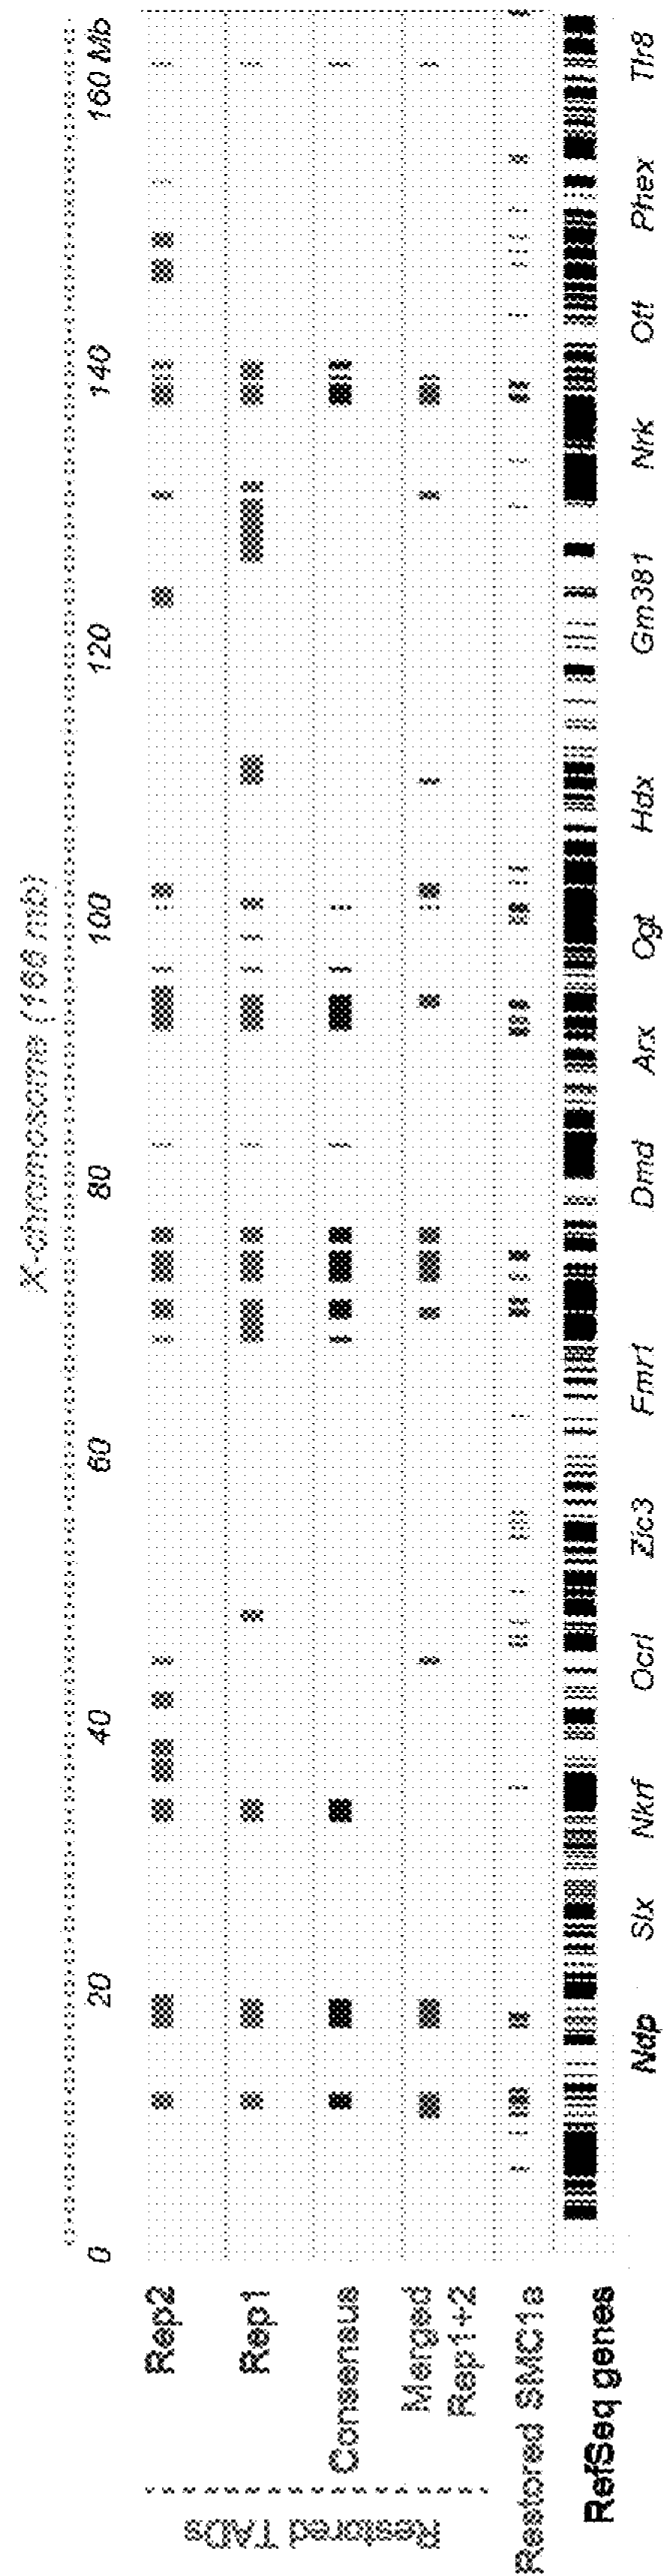 X-chromosome (166 mb)
0 20 40 60 80 100 120 140 160 Mb
Restored TADs
Rep2
Rep1
Consensus
Merged
Rep1+2
Restored SMC1a
RefSeq genes
Ndp Slx Nkrf Ocrl Zic3 Fmr1 Dmd Arx Ogt Hdx Gm381 Nrk Ott Phex Tlr8